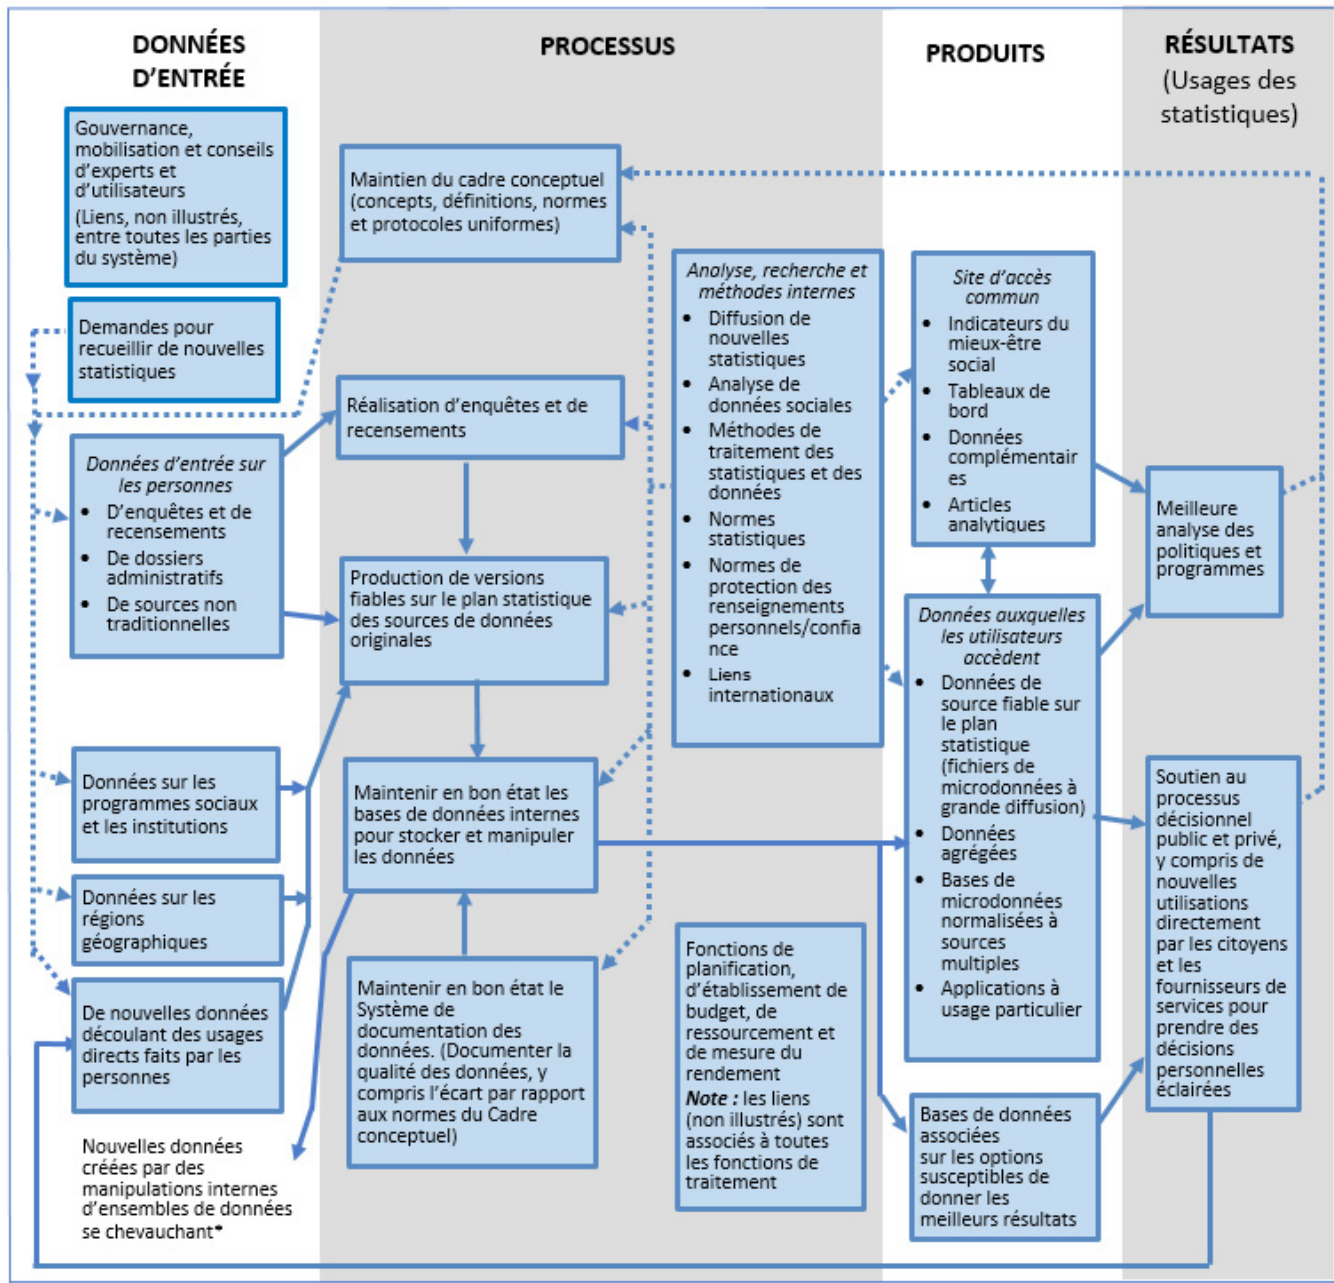 DONNÉES
D'ENTRÉE
Gouvernance,
mobilisation et conseils
d'experts et
d'utilisateurs
(Liens, non illustrés,
entre toutes les parties
du système)
Demandes pour
recueillir de nouvelles
statistiques
Données d'entrée sur
les personnes
• D'enquêtes et de
recensements
• De dossiers
administratifs
• De sources non
traditionnelles
Données sur les
programmes sociaux
et les institutions
Données sur les
régions
géographiques
De nouvelles données
découlant des usages
directs faits par les
personnes
Nouvelles données
créées par des
manipulations internes
d'ensembles de données
se chevauchant*
PROCESSUS
Maintien du cadre conceptuel
(concepts, définitions, normes
et protocoles uniformes)
Réalisation d'enquêtes et de
recensements
Production de versions
fiables sur le plan statistique
des sources de données
originales
Maintenir en bon état les
bases de données internes
pour stocker et manipuler
les données
Maintenir en bon état le
Système de
documentation des
données. (Documenter la
qualité des données, y
compris l'écart par rapport
aux normes du Cadre
conceptuel)
Analyse, recherche et
méthodes internes
• Diffusion de
nouvelles
statistiques
• Analyse de
données sociales
• Méthodes de
traitement des
statistiques et des
données
• Normes
statistiques
• Normes de
protection des
renseignements
personnels/confia
nce
• Liens
internationaux
Fonctions de
planification,
d'établissement de
budget, de
ressourcement et
de mesure du
rendement
Note : les liens
(non illustrés) sont
associés à toutes
les fonctions de
traitement
PRODUITS
Site d'accès
commun
• Indicateurs du
mieux-être
social
• Tableaux de
bord
• Données
complémentair
es
• Articles
analytiques
Données auxquelles
les utilisateurs
accèdent
• Données de
source fiable sur
le plan
statistique
(fichiers de
microdonnées à
grande diffusion)
• Données
agrégées
• Bases de
microdonnées
normalisées à
sources
multiples
• Applications à
usage particulier
Bases de données
associées
sur les options
susceptibles de
donner les
meilleurs résultats
RÉSULTATS
(Usages des
statistiques)
Meilleure
analyse des
politiques et
programmes
Soutien au
processus
décisionnel
public et privé,
y compris de
nouvelles
utilisations
directement
par les citoyens
et les
fournisseurs de
services pour
prendre des
décisions
personnelles
éclairées